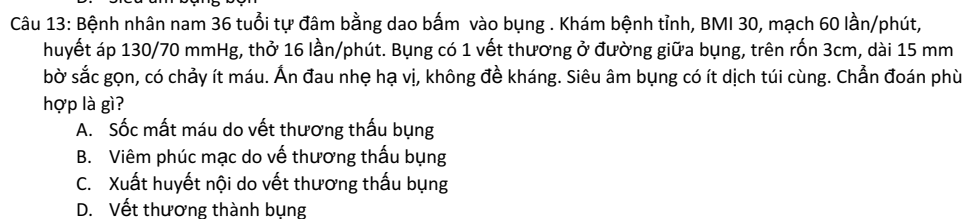 Câu 13: Bệnh nhân nam 36 tuổi tự đâm bằng dao bấm vào bụng . Khám bệnh tỉnh, BMI 30, mạch 60 lần/phút,
huyết áp 130/70 mmHg, thở 16 lần/phút. Bụng có 1 vết thương ở đường giữa bụng, trên rốn 3cm, dài 15 mm
bờ sắc gọn, có chảy ít máu. Ấn đau nhẹ hạ vị, không đề kháng. Siêu âm bụng có ít dịch túi cùng. Chẩn đoán phù
hợp là gì?
A. Sốc mất máu do vết thương thấu bụng
B. Viêm phúc mạc do vế thương thấu bụng
C. Xuất huyết nội do vết thương thấu bụng
D. Vết thương thành bụng